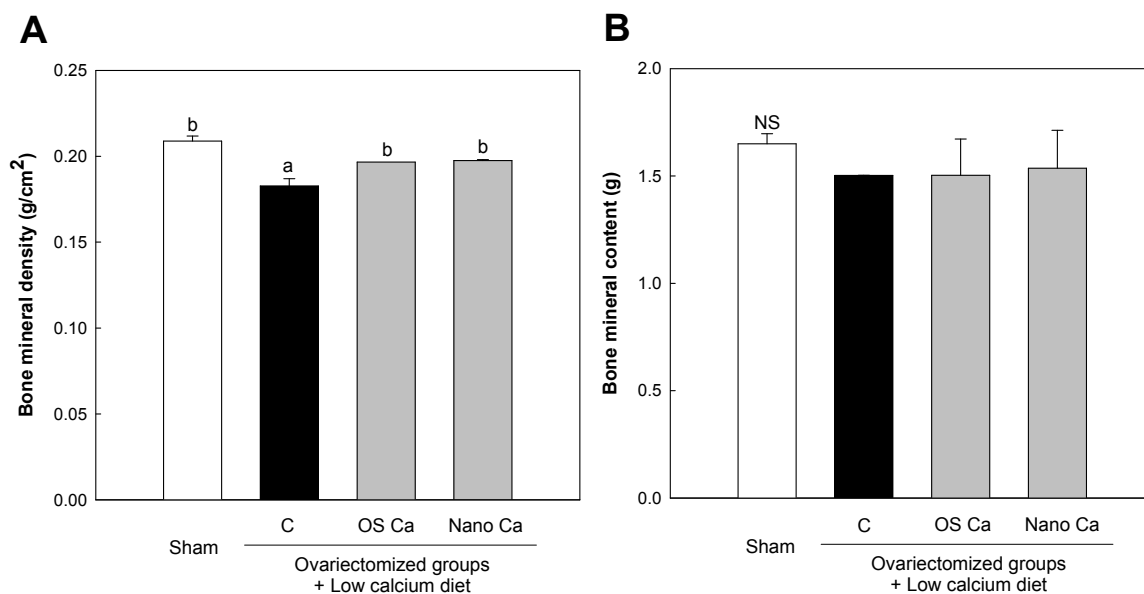 A
Bone mineral density (g/cm²)
0.25
0.20
0.15
0.10
0.05
0.00
b
a
b
b
Sham
C
OS Ca
Nano Ca
Ovariectomized groups
+ Low calcium diet
B
Bone mineral content (g)
2.0
1.5
1.0
0.5
0.0
NS
Sham
C
OS Ca
Nano Ca
Ovariectomized groups
+ Low calcium diet